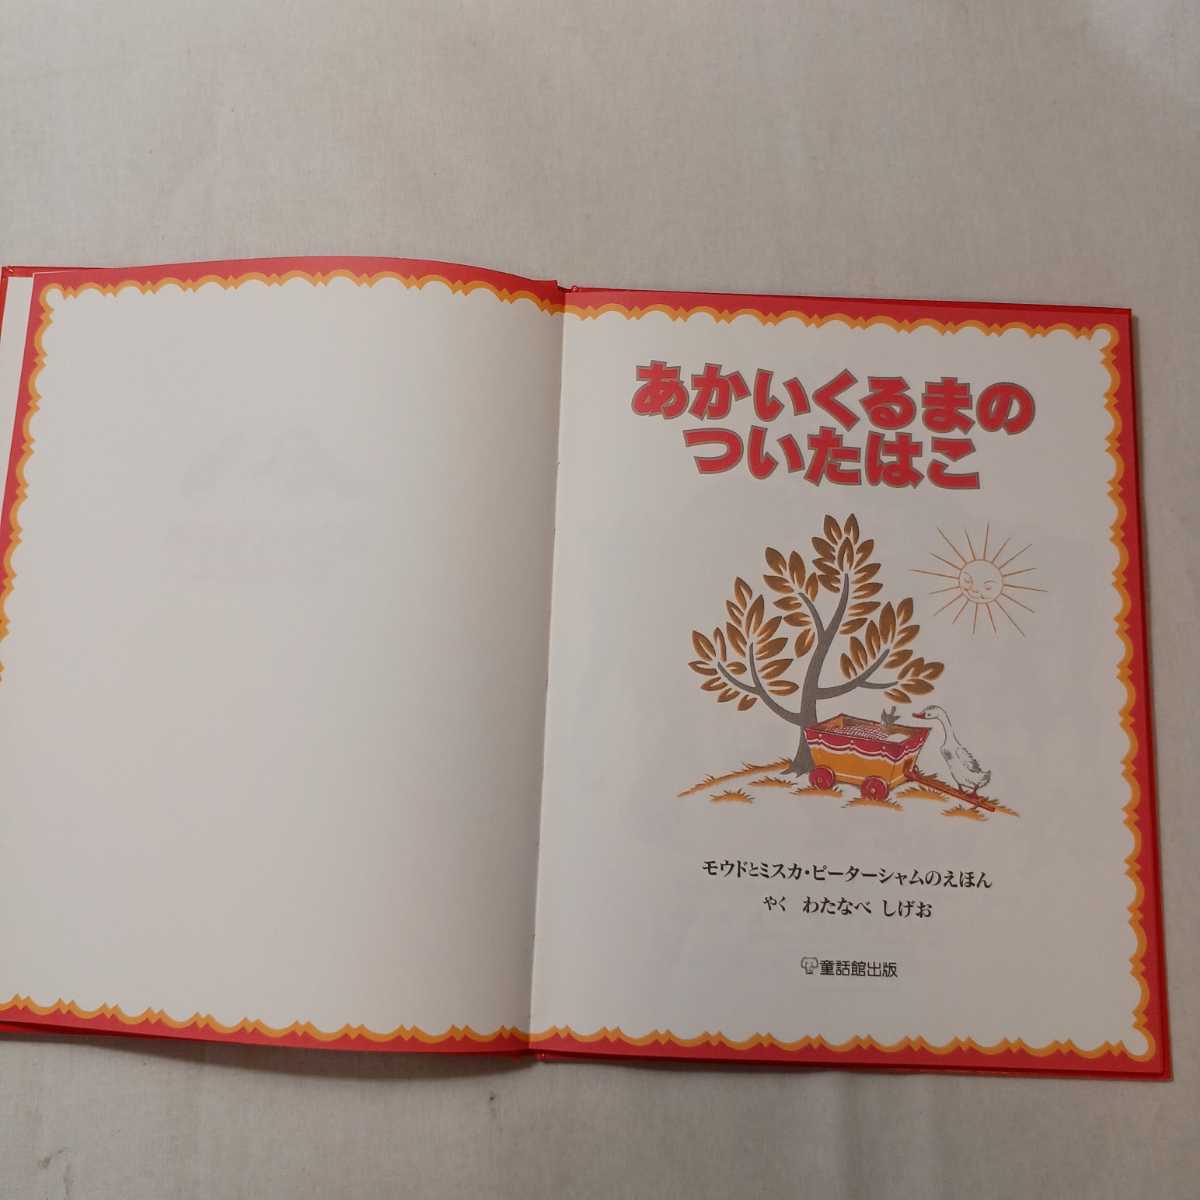 あかいくるまの
ついたはこ
モウドとミスカ・ピーターシャムのえほん
やく わたなべ しげお
童話館出版